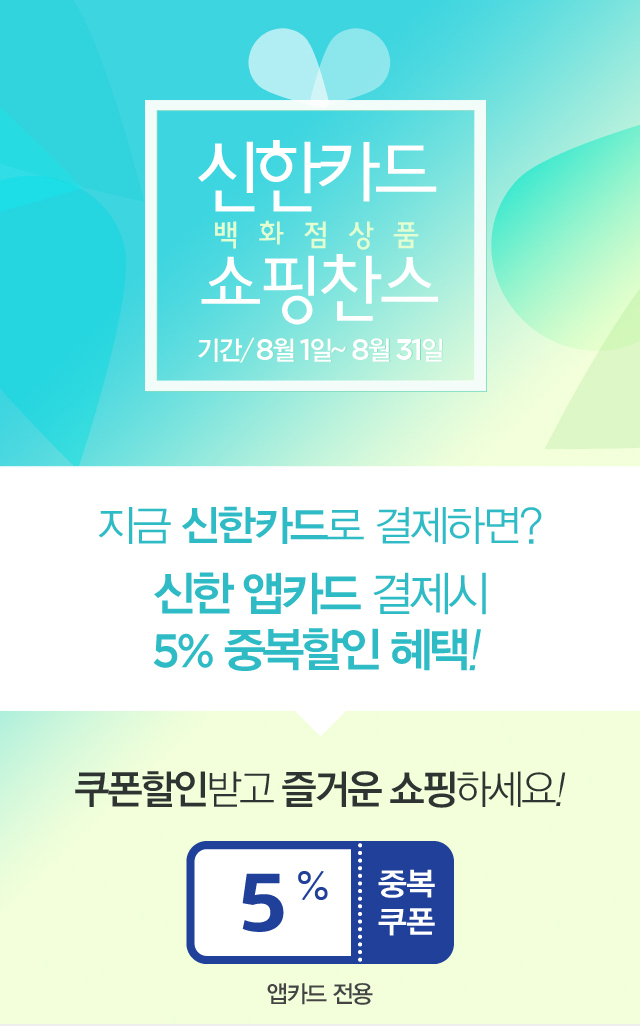 신한카드
백화점상품
쇼핑찬스
기간/8월 1일~ 8월 31일
지금 신한카드로 결제하면?
신한 앱카드 결제시
5% 중복할인 혜택!
쿠폰할인받고 즐거운 쇼핑하세요!
5%
중복
쿠폰
앱카드 전용